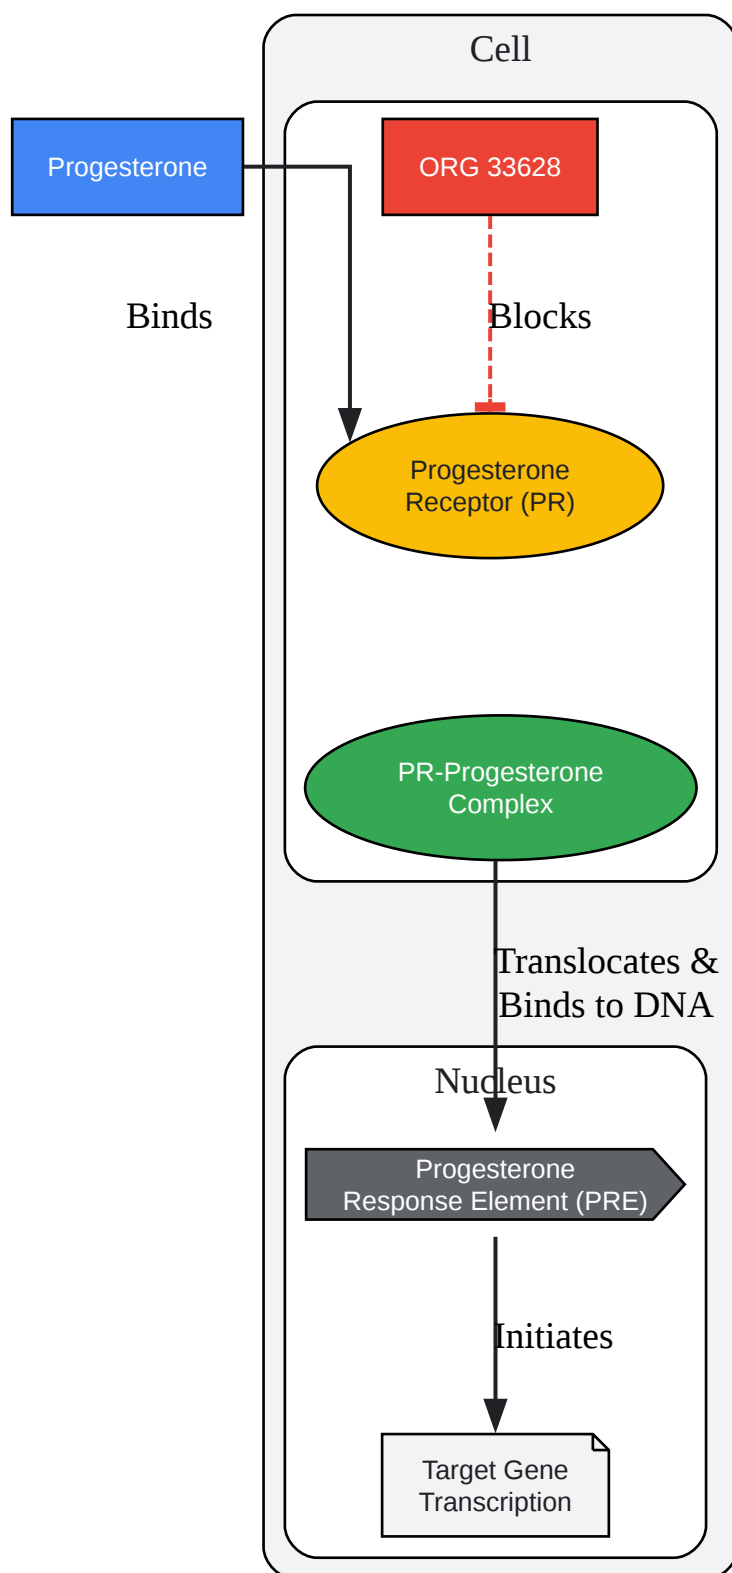 Cell
Progesterone
ORG 33628
Binds
Blocks
Progesterone
Receptor (PR)
PR-Progesterone
Complex
Translocates &
Binds to DNA
Nucleus
Progesterone
Response Element (PRE)
Initiates
Target Gene
Transcription